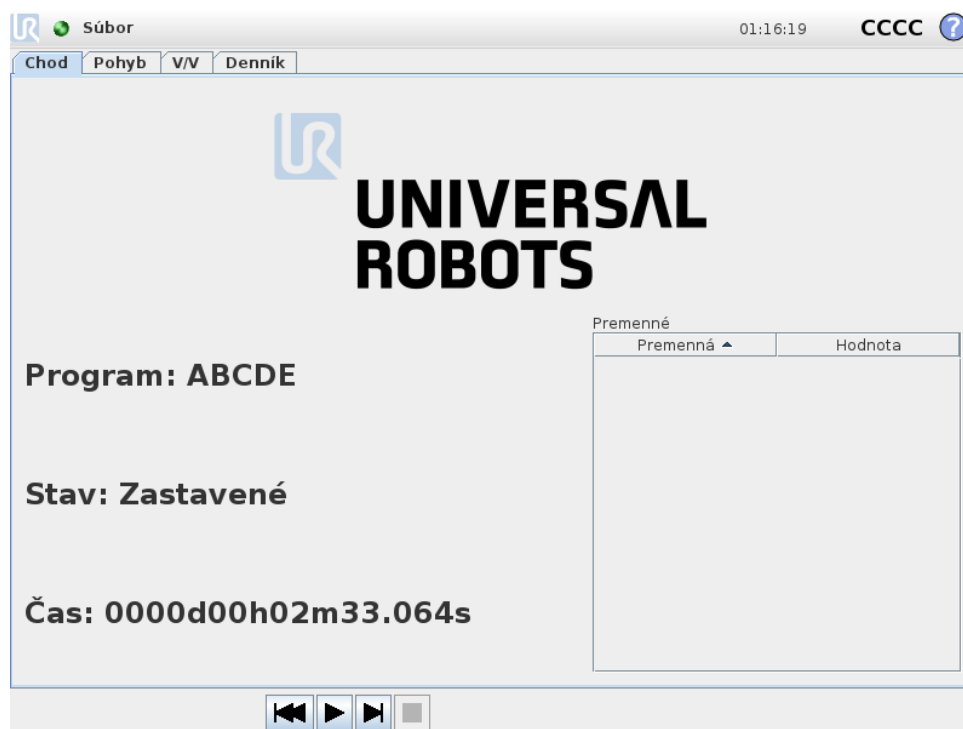 Súbor 01:16:19 CCCC ?
Chod Pohyb V/V Denník
UNIVERSAL
ROBOTS
Premenné
Premenná Hodnota
Program: ABCDE
Stav: Zastavené
Čas: 0000d00h02m33.064s